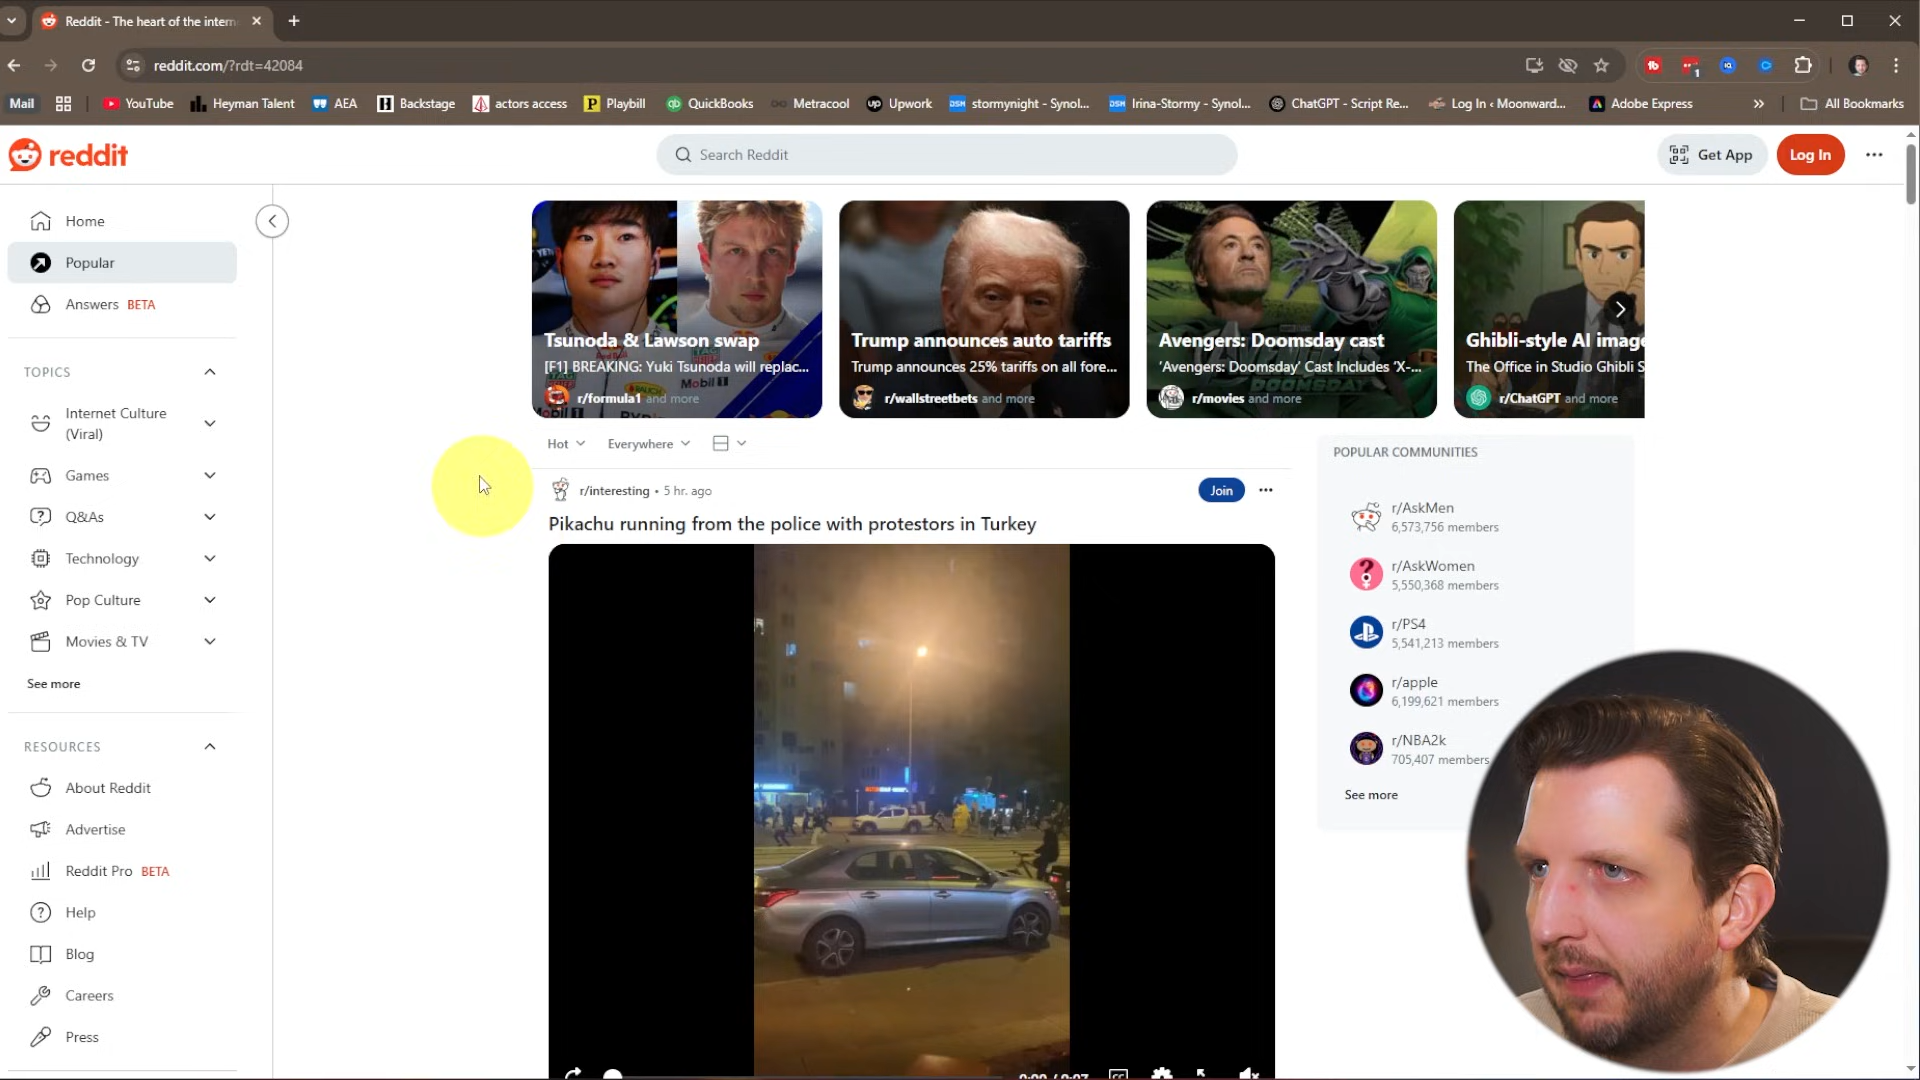 Reddit - The heart of the intern
reddit.com/?rdt=42084
Mail
YouTube
Heyman Talent
AEA
Backstage
actors access
Playbill
QuickBooks
Metracool
Upwork
stormynight - Synol...
Irina-Stormy - Synol...
ChatGPT - Script Re...
Log In ‹ Moonward...
Adobe Express
»
All Bookmarks
reddit
Search Reddit
Get App
Log In
Home
Popular
Answers BETA
TOPICS
Internet Culture
(Viral)
Games
Q&As
Technology
Pop Culture
Movies & TV
See more
RESOURCES
About Reddit
Advertise
Reddit Pro BETA
Help
Blog
Careers
Press
Tsunoda & Lawson swap
[F1] BREAKING: Yuki Tsunoda will replac...
r/formula1 and more
Trump announces auto tariffs
Trump announces 25% tariffs on all fore...
r/wallstreetbets and more
Avengers: Doomsday cast
'Avengers: Doomsday' Cast Includes 'X-...
r/movies and more
Ghibli-style AI image
The Office in Studio Ghibli S
r/ChatGPT and more
Hot
Everywhere
r/interesting • 5 hr. ago
Join
Pikachu running from the police with protestors in Turkey
POPULAR COMMUNITIES
r/AskMen
6,573,756 members
r/AskWomen
5,550,368 members
r/PS4
5,541,213 members
r/apple
6,199,621 members
r/NBA2k
705,407 members
See more